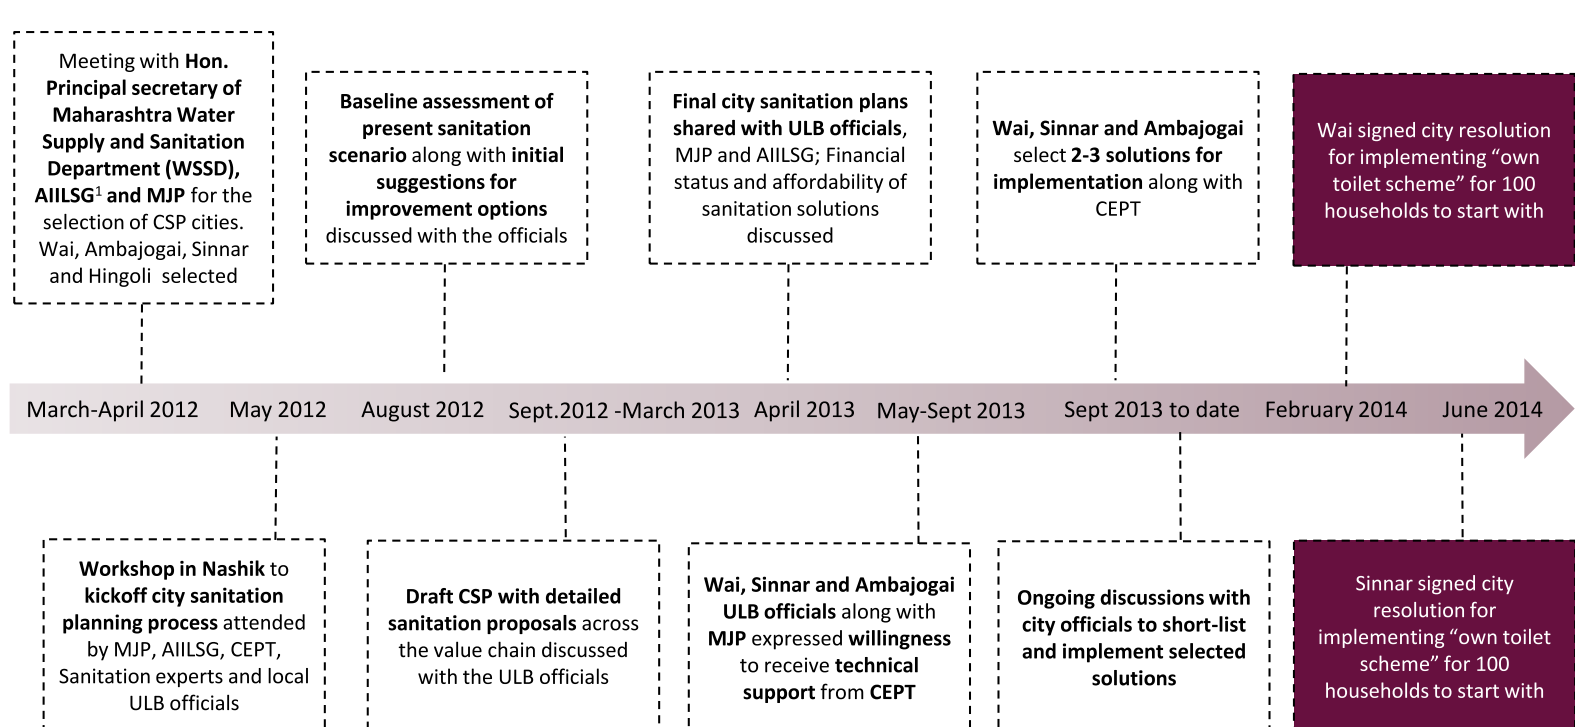 Meeting with Hon.
Principal secretary of
Maharashtra Water
Supply and Sanitation
Department (WSSD),
AIILSG1 and MJP for the
selection of CSP cities.
Wai, Ambajogai, Sinnar
and Hingoli selected
Baseline assessment of
present sanitation
scenario along with initial
suggestions for
improvement options
discussed with the officials
Final city sanitation plans
shared with ULB officials,
MJP and AIILSG; Financial
status and affordability of
sanitation solutions
discussed
Wai, Sinnar and Ambajogai
select 2-3 solutions for
implementation along with
CEPT
Wai signed city resolution
for implementing “own
toilet scheme” for 100
households to start with
March-April 2012
May 2012
August 2012
Sept.2012 -March 2013
April 2013
May-Sept 2013
Sept 2013 to date
February 2014
June 2014
Workshop in Nashik to
kickoff city sanitation
planning process attended
by MJP, AIILSG, CEPT,
Sanitation experts and local
ULB officials
Draft CSP with detailed
sanitation proposals across
the value chain discussed
with the ULB officials
Wai, Sinnar and Ambajogai
ULB officials along with
MJP expressed willingness
to receive technical
support from CEPT
Ongoing discussions with
city officials to short-list
and implement selected
solutions
Sinnar signed city
resolution for
implementing “own toilet
scheme” for 100
households to start with